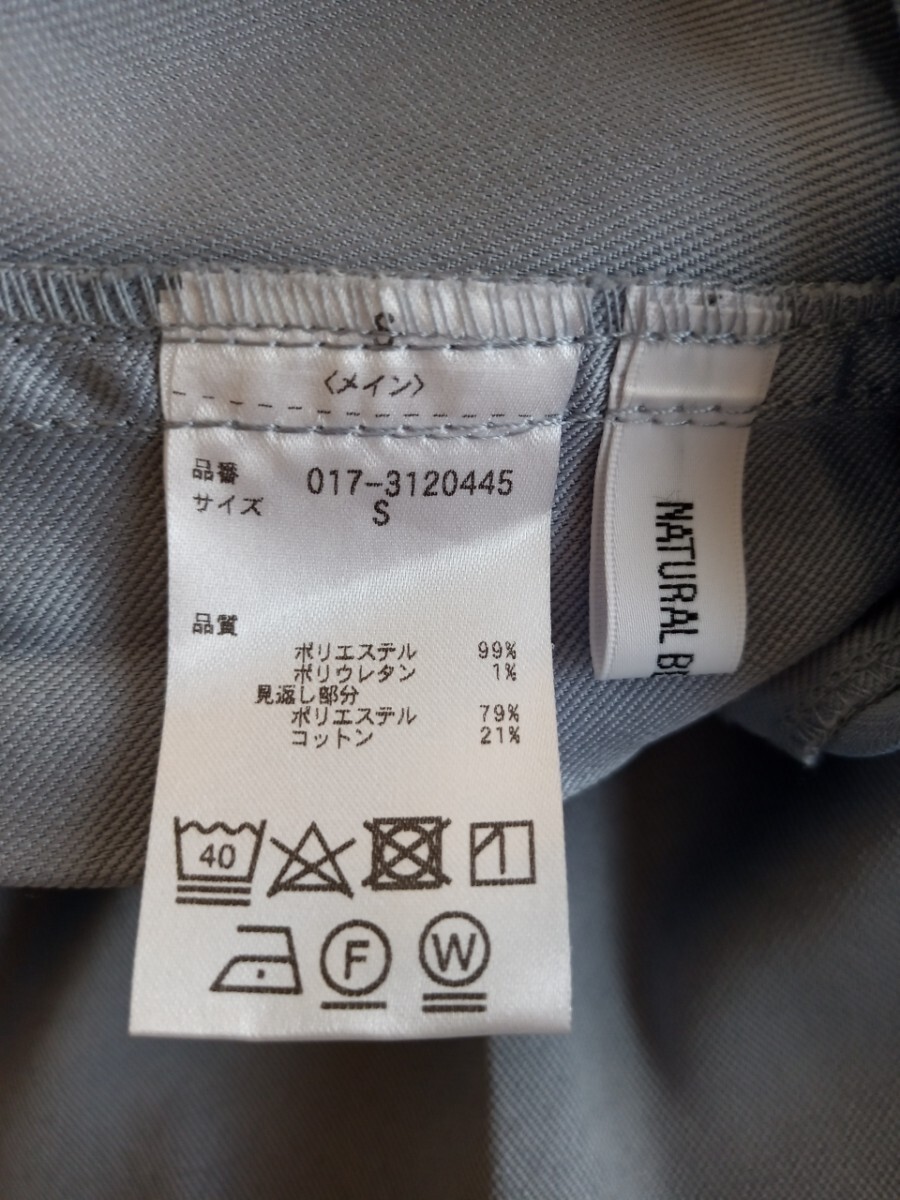 S
〈メイン〉
品番 017-3120445
サイズ S
品質
ポリエステル 99%
ポリウレタン 1%
見返し部分
ポリエステル 79%
コットン 21%
40
F
W
NATURAL